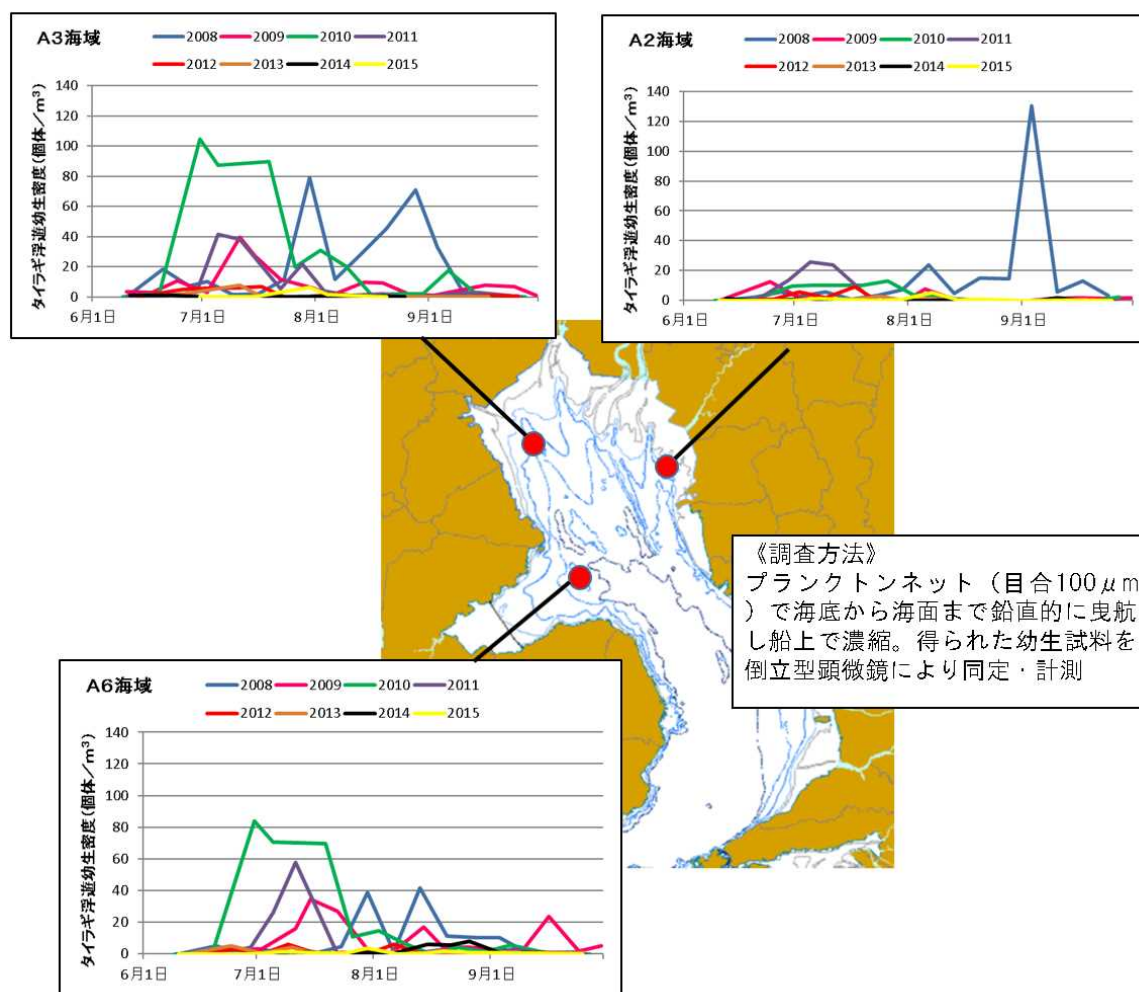 A3海域
2008 2009 2010 2011
2012 2013 2014 2015
タイラギ浮遊幼生密度(個体/m³)
140
120
100
80
60
40
20
0
6月1日 7月1日 8月1日 9月1日
A2海域
2008 2009 2010 2011
2012 2013 2014 2015
タイラギ浮遊幼生密度(個体/m³)
140
120
100
80
60
40
20
0
6月1日 7月1日 8月1日 9月1日
《調査方法》
プランクトンネット（目合100μm
）で海底から海面まで鉛直的に曳航
し船上で濃縮。得られた幼生試料を
倒立型顕微鏡により同定・計測
A6海域
2008 2009 2010 2011
2012 2013 2014 2015
タイラギ浮遊幼生密度(個体/m³)
140
120
100
80
60
40
20
0
6月1日 7月1日 8月1日 9月1日